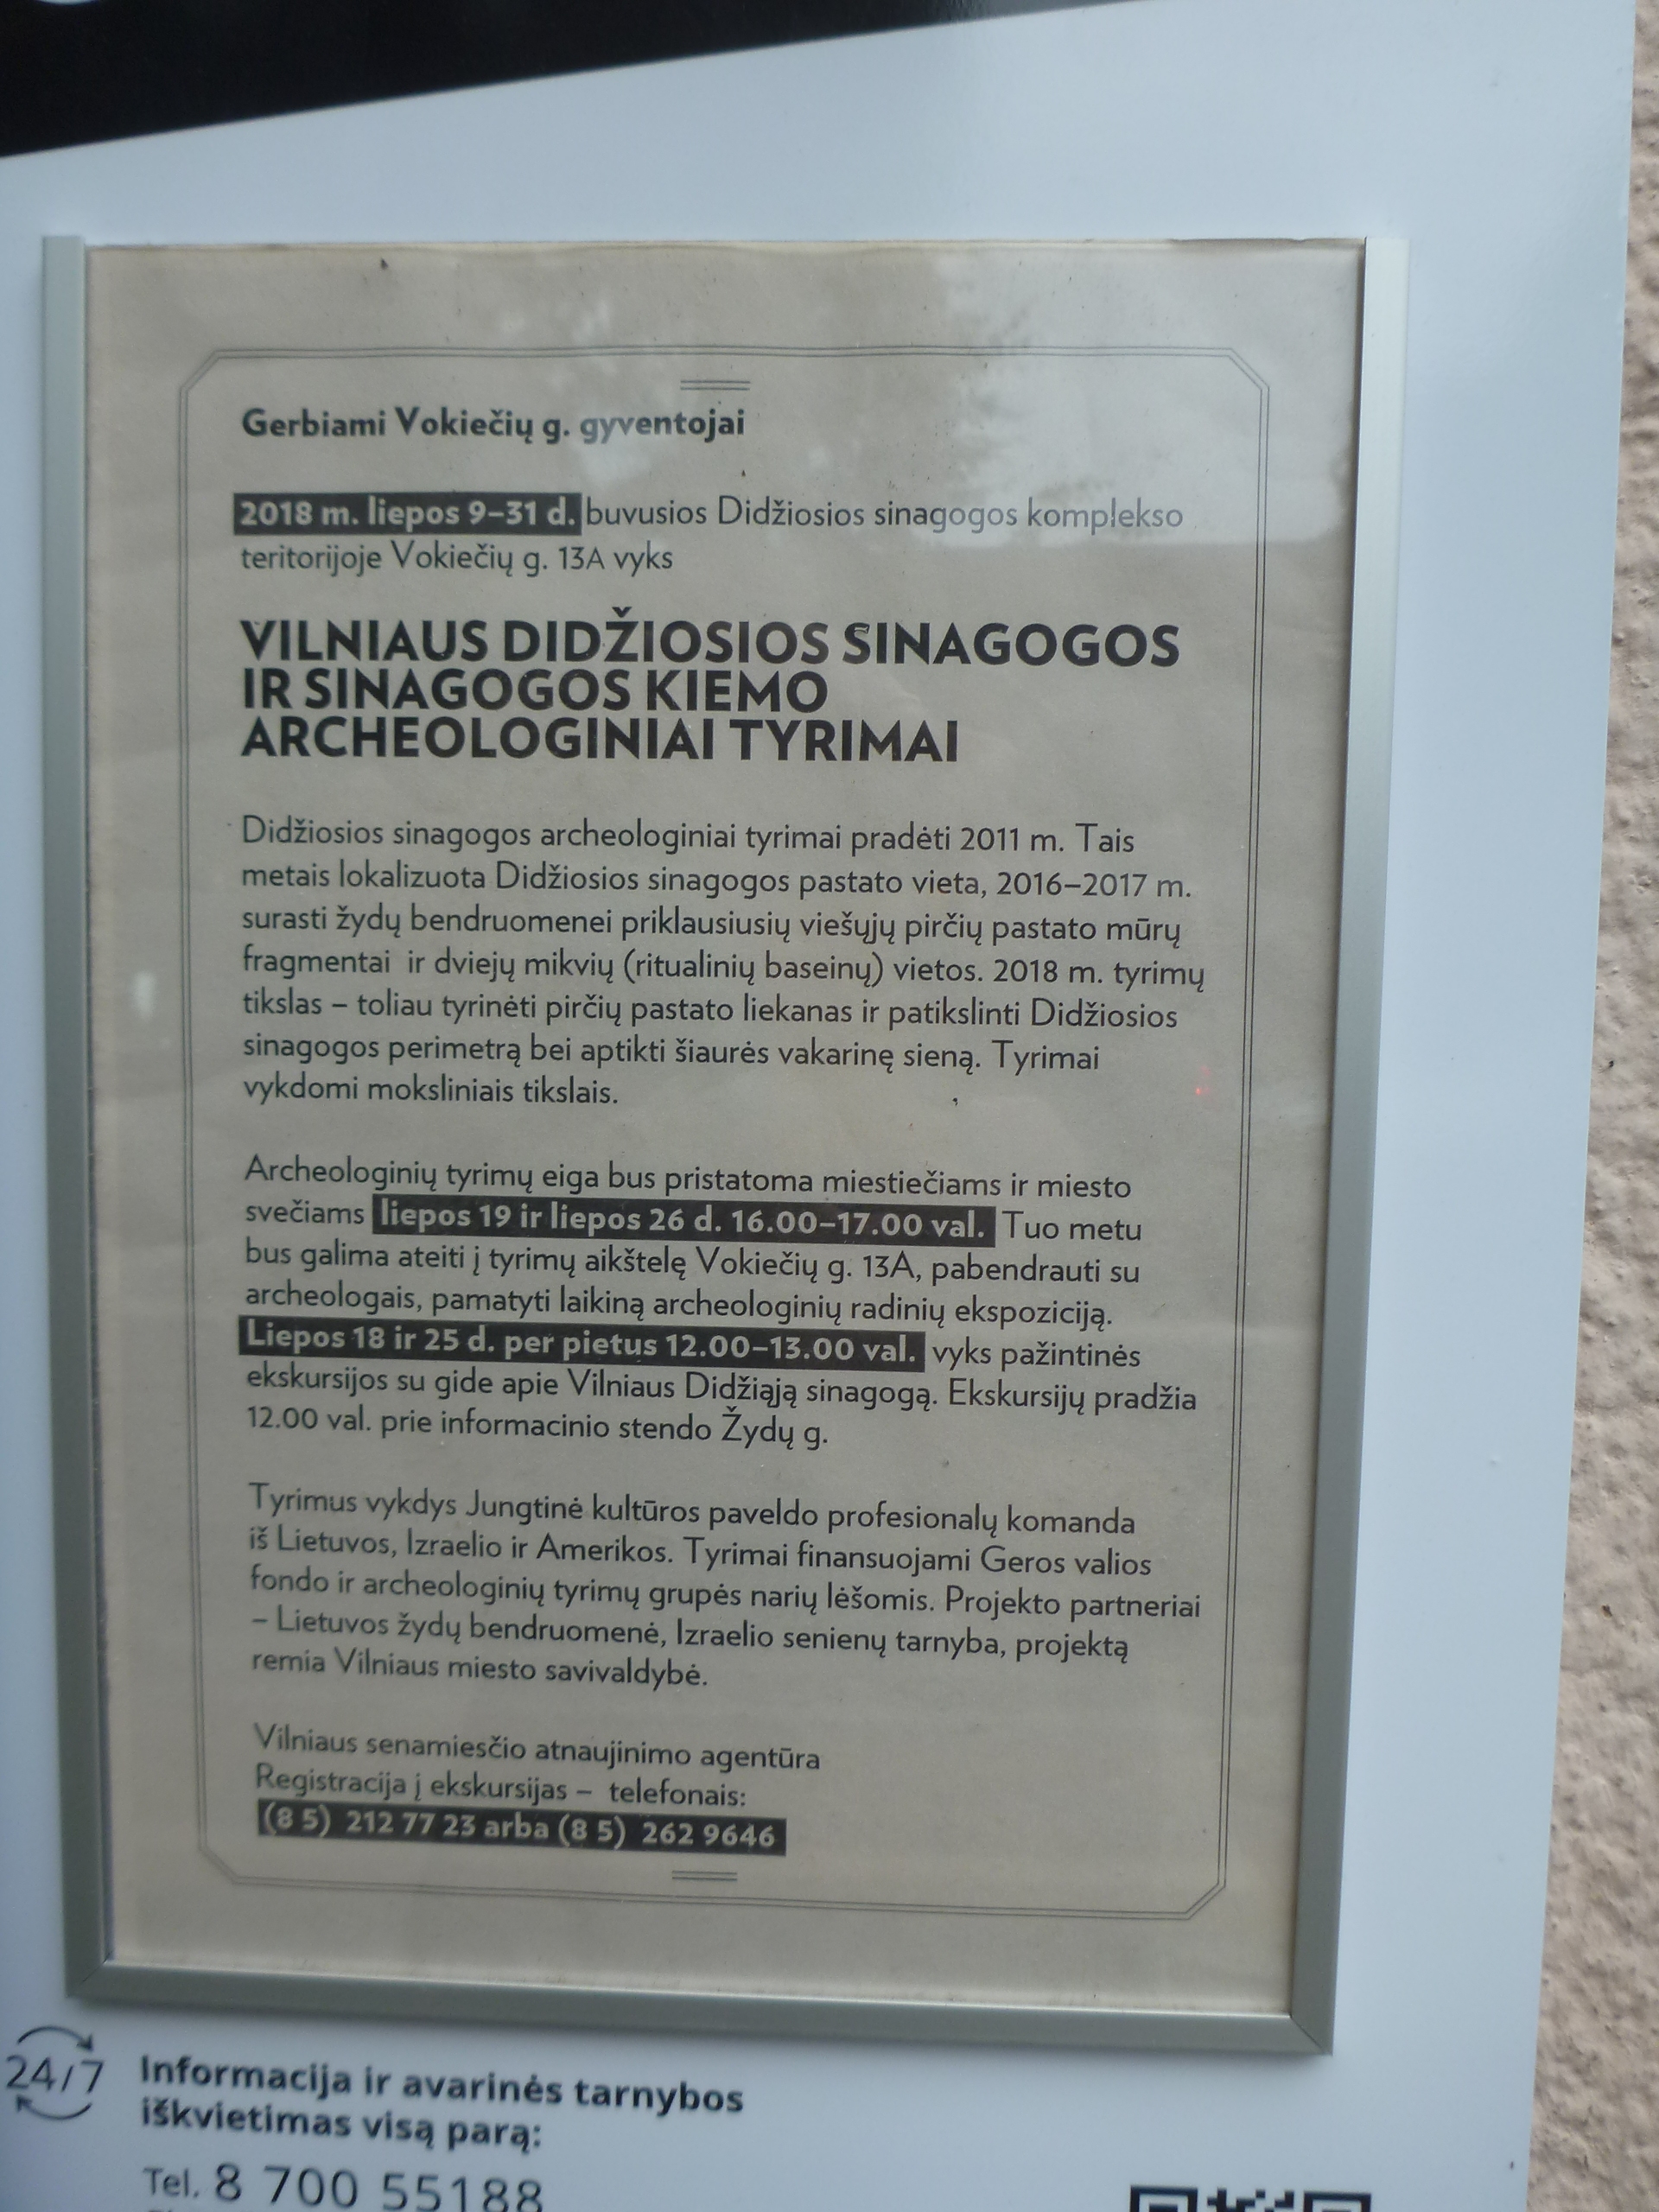 Gerbiami Vokiečių g. gyventojai
2018 m. liepos 9–31 d. buvusios Didžiosios sinagogos komplekso
teritorijoje Vokiečių g. 13A vyks
VILNIAUS DIDŽIOSIOS SINAGOGOS
IR SINAGOGOS KIEMO
ARCHEOLOGINIAI TYRIMAI
Didžiosios sinagogos archeologiniai tyrimai pradėti 2011 m. Tais
metais lokalizuota Didžiosios sinagogos pastato vieta, 2016–2017 m.
surasti žydų bendruomenei priklausiusių viešųjų pirčių pastato mūrų
fragmentai ir dviejų mikvių (ritualinių baseinų) vietos. 2018 m. tyrimų
tikslas – toliau tyrinėti pirčių pastato liekanas ir patikslinti Didžiosios
sinagogos perimetrą bei aptikti šiaurės vakarinę sieną. Tyrimai
vykdomi moksliniais tikslais.
Archeologinių tyrimų eiga bus pristatoma miestiečiams ir miesto
svečiams liepos 19 ir liepos 26 d. 16.00–17.00 val. Tuo metu
bus galima ateiti į tyrimų aikštelę Vokiečių g. 13A, pabendrauti su
archeologais, pamatyti laikiną archeologinių radinių ekspoziciją.
Liepos 18 ir 25 d. per pietus 12.00–13.00 val. vyks pažintinės
ekskursijos su gide apie Vilniaus Didžiąją sinagogą. Ekskursijų pradžia
12.00 val. prie informacinio stendo Žydų g.
Tyrimus vykdys Jungtinė kultūros paveldo profesionalų komanda
iš Lietuvos, Izraelio ir Amerikos. Tyrimai finansuojami Geros valios
fondo ir archeologinių tyrimų grupės narių lėšomis. Projekto partneriai
– Lietuvos žydų bendruomenė, Izraelio senienų tarnyba, projektą
remia Vilniaus miesto savivaldybė.
Vilniaus senamiesčio atnaujinimo agentūra
Registracija į ekskursijas – telefonais:
(8 5) 212 77 23 arba (8 5) 262 9646
24/7
Informacija ir avarinės tarnybos
iškvietimas visą parą:
Tel. 8 700 55188